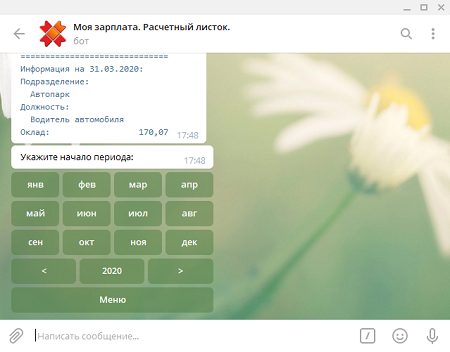 Моя зарплата. Расчетный листок.
бот
==============================
Информация на 31.03.2020:
Подразделение:
Автопарк
Должность:
Водитель автомобиля
Оклад: 170,07
17:48
Укажите начало периода:
17:48
янв фев мар апр
май июн июл авг
сен окт ноя дек
< 2020 >
Меню
Написать сообщение...